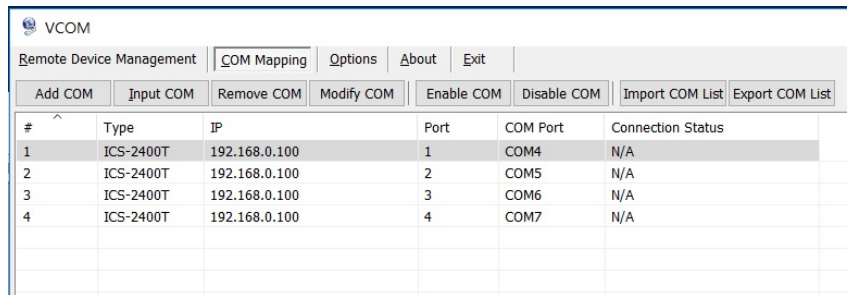 VCOM
Remote Device Management COM Mapping Options About Exit
Add COM Input COM Remove COM Modify COM Enable COM Disable COM Import COM List Export COM List
# Type IP Port COM Port Connection Status
1 ICS-2400T 192.168.0.100 1 COM4 N/A
2 ICS-2400T 192.168.0.100 2 COM5 N/A
3 ICS-2400T 192.168.0.100 3 COM6 N/A
4 ICS-2400T 192.168.0.100 4 COM7 N/A